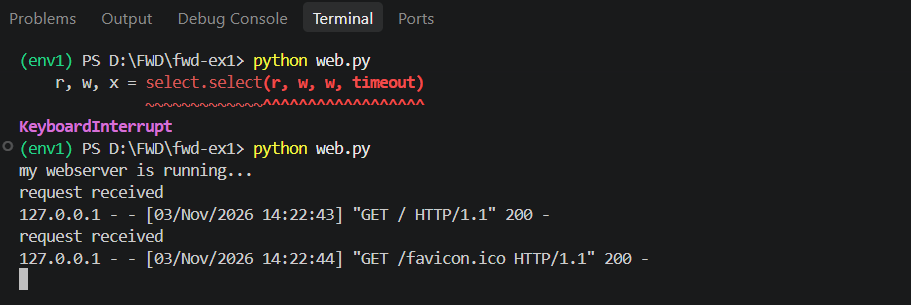 Problems Output Debug Console Terminal Ports
(env1) PS D:\FWD\fwd-ex1> python web.py
    r, w, x = select.select(r, w, w, timeout)
              ~~~~~~~~~~~~~^^^^^^^^^^^^^^^^^^
KeyboardInterrupt
(env1) PS D:\FWD\fwd-ex1> python web.py
my webserver is running...
request received
127.0.0.1 - - [03/Nov/2026 14:22:43] "GET / HTTP/1.1" 200 -
request received
127.0.0.1 - - [03/Nov/2026 14:22:44] "GET /favicon.ico HTTP/1.1" 200 -